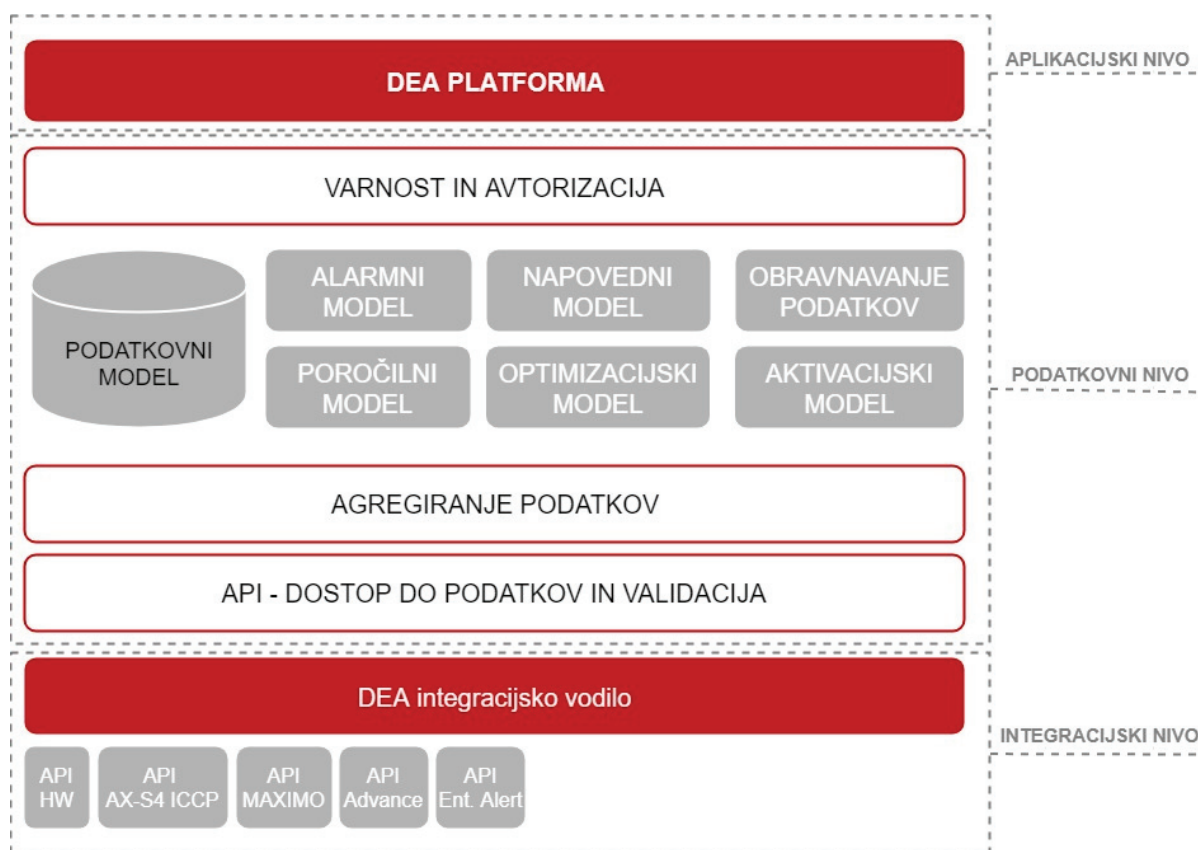 APLIKACIJSKI NIVO
DEA PLATFORMA
VARNOST IN AVTORIZACIJA
PODATKOVNI
MODEL
ALARMNI
MODEL
NAPOVEDNI
MODEL
OBRAVNAVANJE
PODATKOV
POROČILNI
MODEL
OPTIMIZACIJSKI
MODEL
AKTIVACIJSKI
MODEL
PODATKOVNI NIVO
AGREGIRANJE PODATKOV
API - DOSTOP DO PODATKOV IN VALIDACIJA
DEA integracijsko vodilo
INTEGRACIJSKI NIVO
API
HW
API
AX-S4 ICCP
API
MAXIMO
API
Advance
API
Ent. Alert